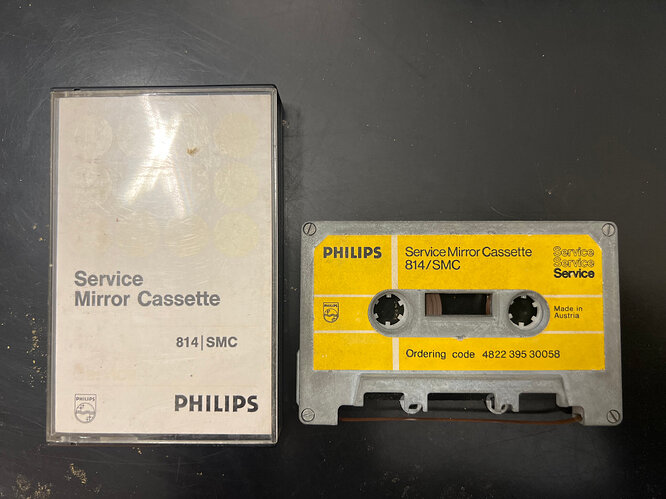 Service
Mirror Cassette
814|SMC
PHILIPS
PHILIPS
Service Mirror Cassette
814/SMC
Service
Service
Service
Made in
Austria
Ordering code 4822 395 30058